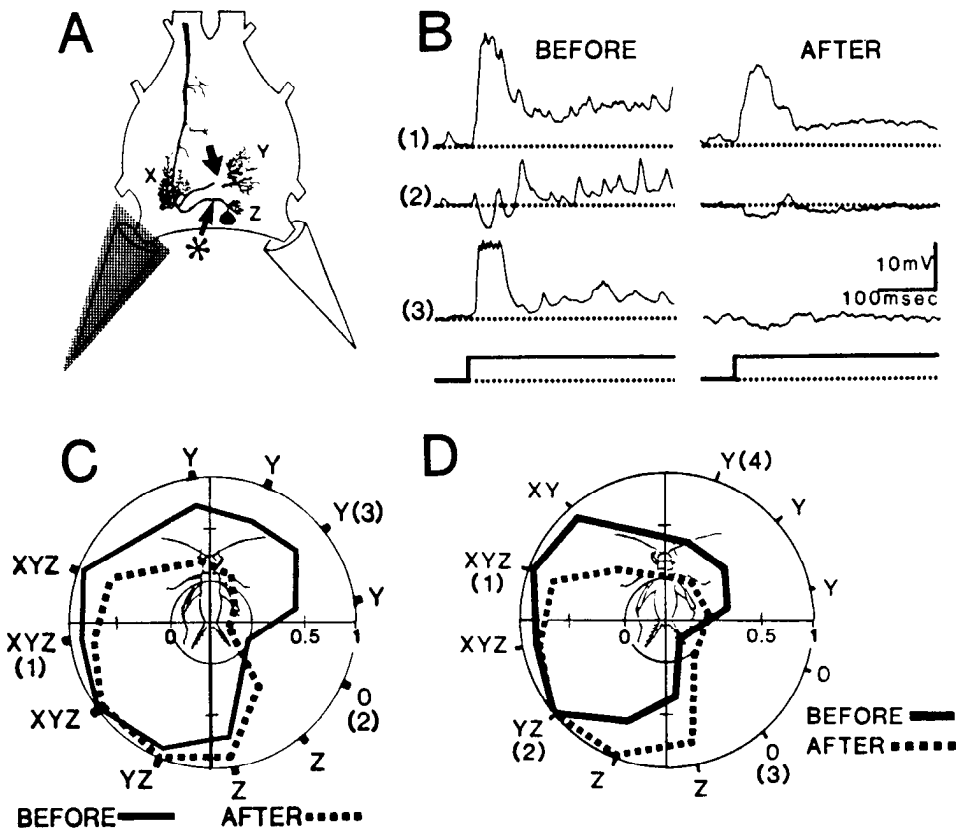 A
X
Y
Z
*
B
BEFORE
AFTER
(1)
(2)
(3)
10mV
100msec
C
Y
Y
Y(3)
Y
XYZ
XYZ
(1)
XYZ
YZ
Z
Z
0
(2)
0
0.5
1
BEFORE
AFTER
D
Y(4)
XY
Y
XYZ
(1)
XYZ
YZ
(2)
Z
Z
0
(3)
0
0
0.5
1
BEFORE
AFTER